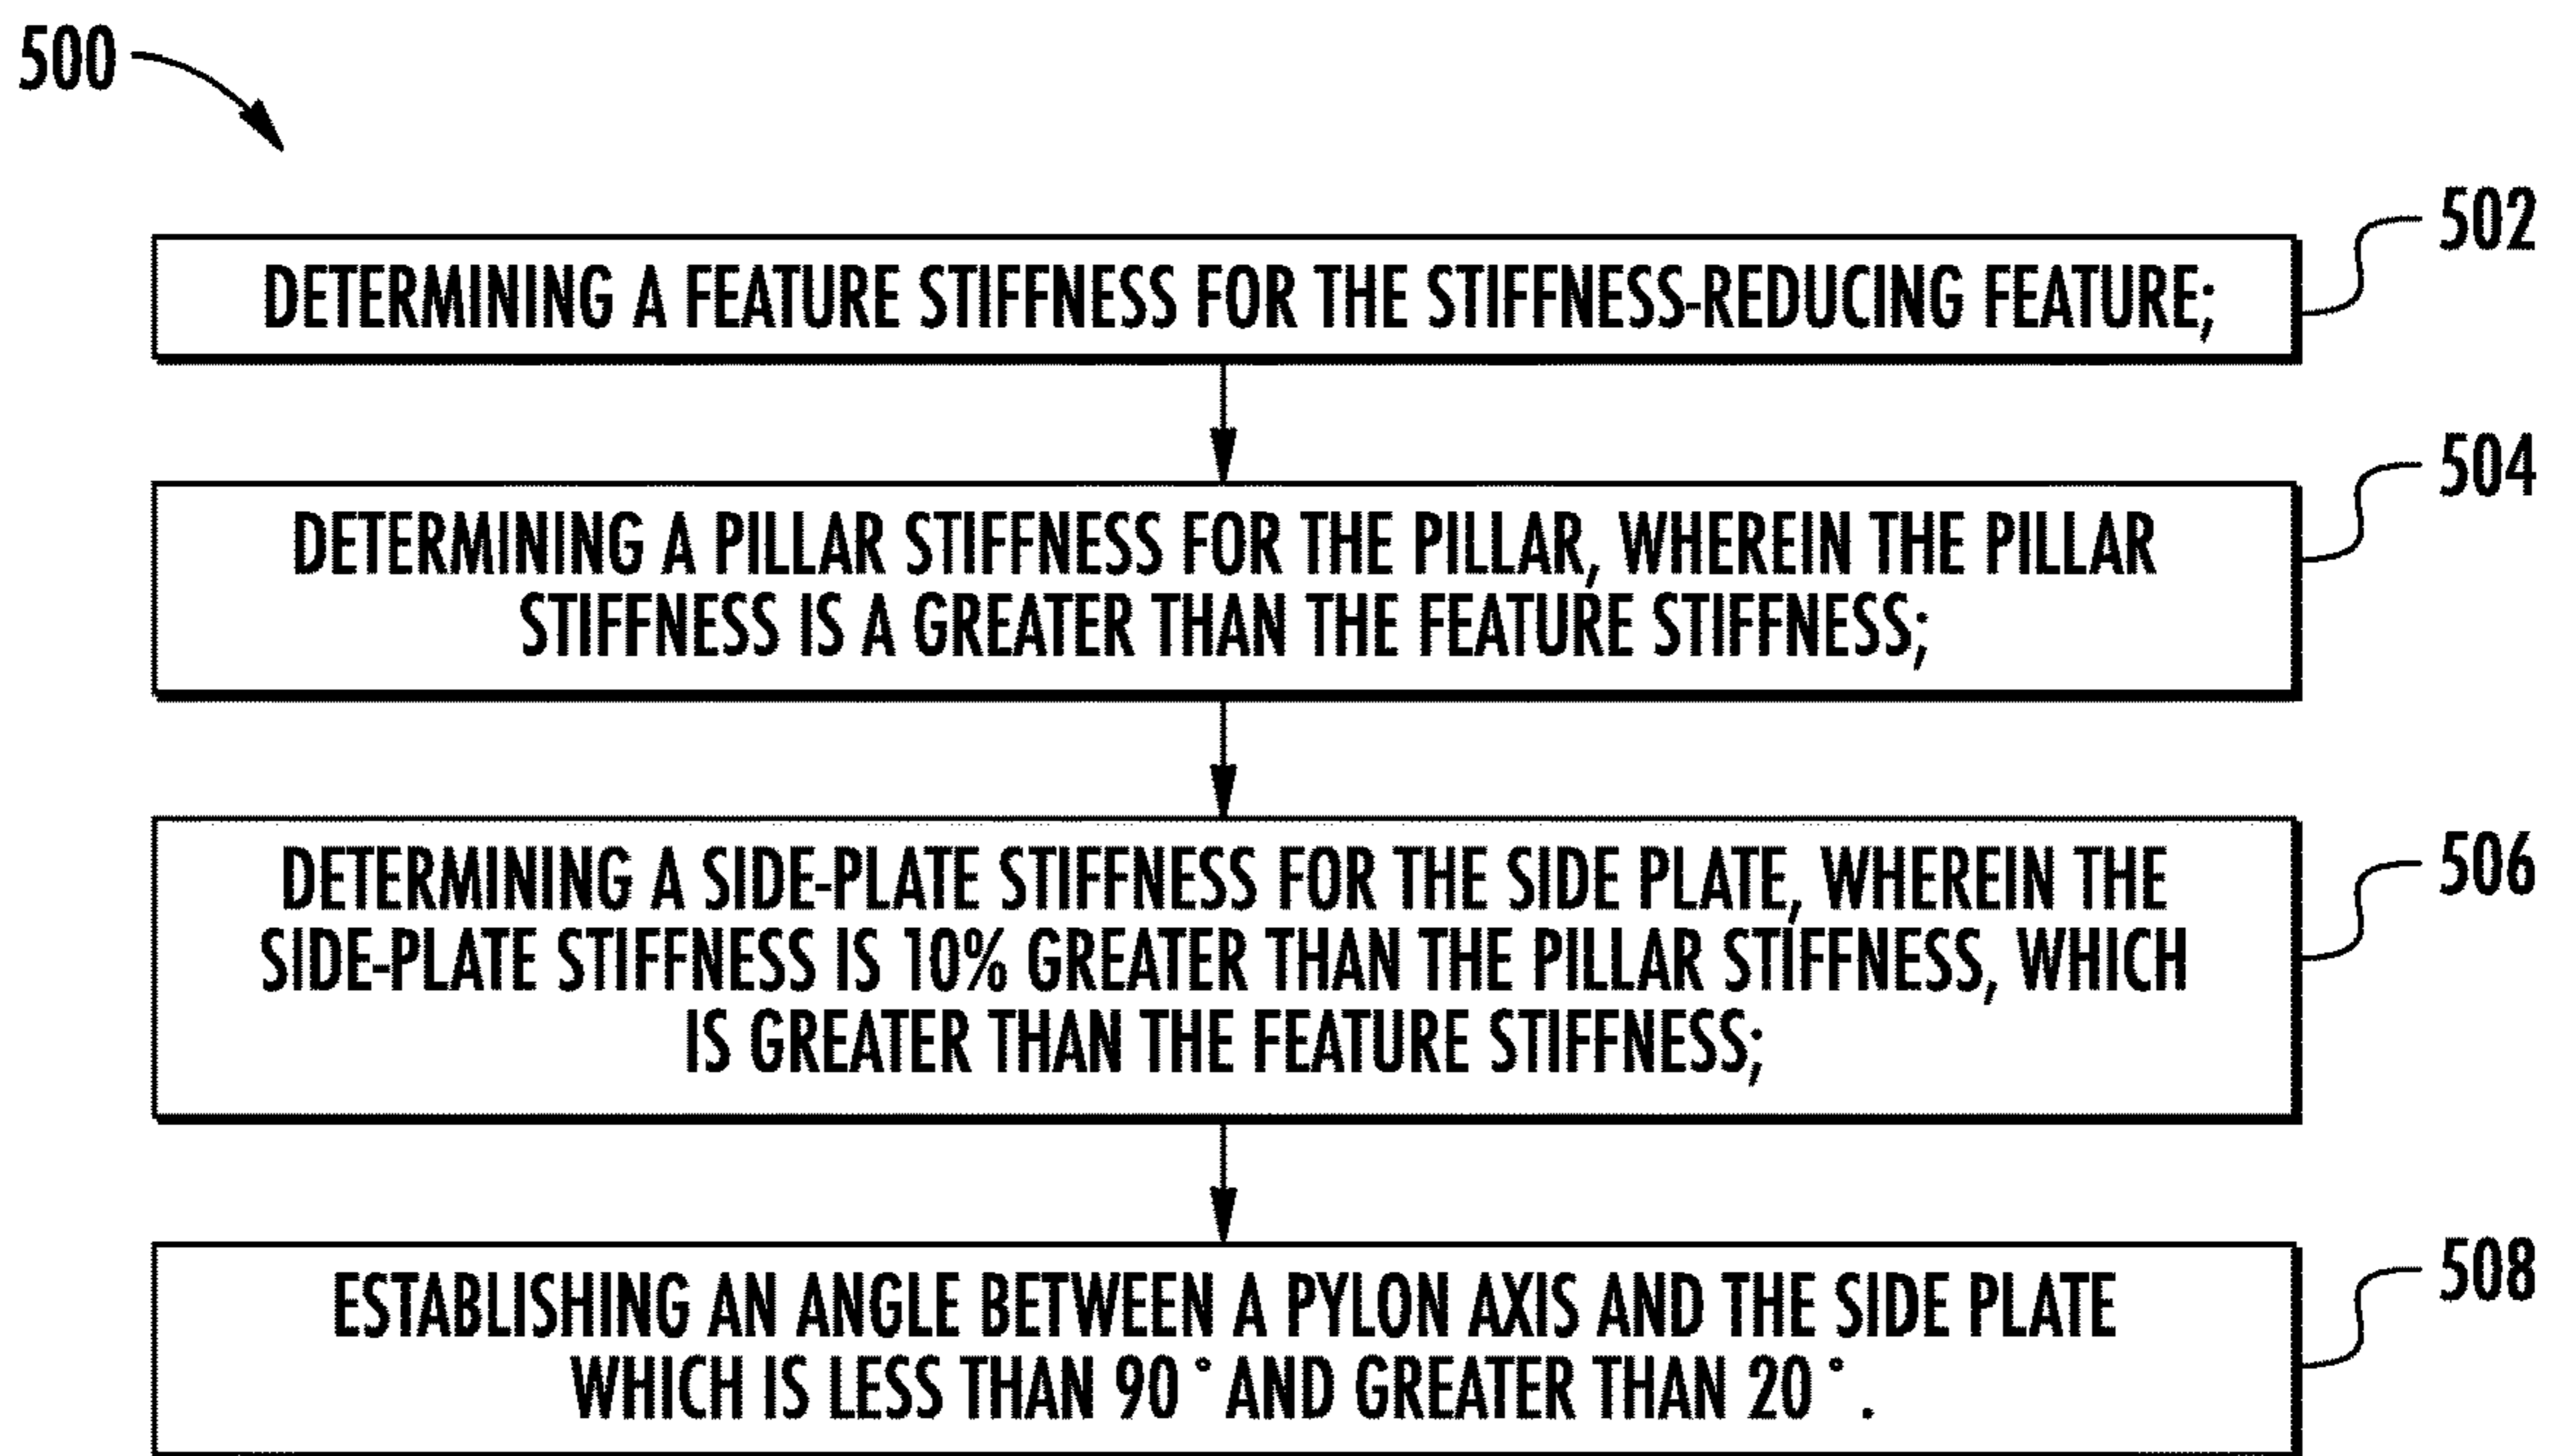 500
502
DETERMINING A FEATURE STIFFNESS FOR THE STIFFNESS-REDUCING FEATURE;
504
DETERMINING A PILLAR STIFFNESS FOR THE PILLAR, WHEREIN THE PILLAR
STIFFNESS IS A GREATER THAN THE FEATURE STIFFNESS;
506
DETERMINING A SIDE-PLATE STIFFNESS FOR THE SIDE PLATE, WHEREIN THE
SIDE-PLATE STIFFNESS IS 10% GREATER THAN THE PILLAR STIFFNESS, WHICH
IS GREATER THAN THE FEATURE STIFFNESS;
508
ESTABLISHING AN ANGLE BETWEEN A PYLON AXIS AND THE SIDE PLATE
WHICH IS LESS THAN 90° AND GREATER THAN 20°.